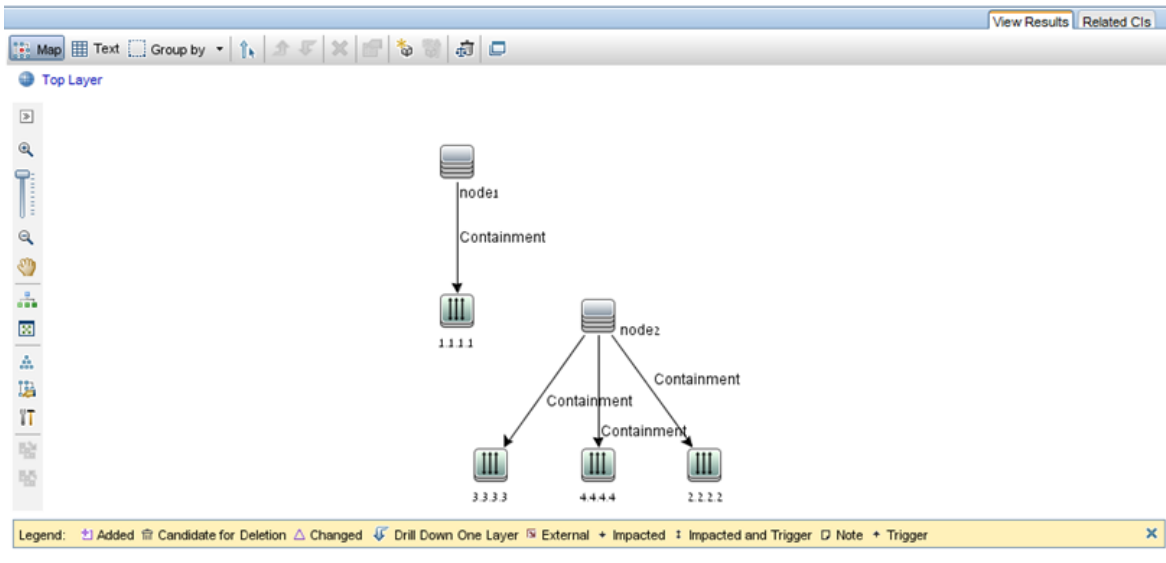 View Results Related CIs
Map Text Group by
Top Layer
node1
Containment
1.1.1.1
node2
Containment
Containment
Containment
3.3.3.3 4.4.4.4 2.2.2.2
Legend: Added Candidate for Deletion Changed Drill Down One Layer External Impacted Impacted and Trigger Note Trigger